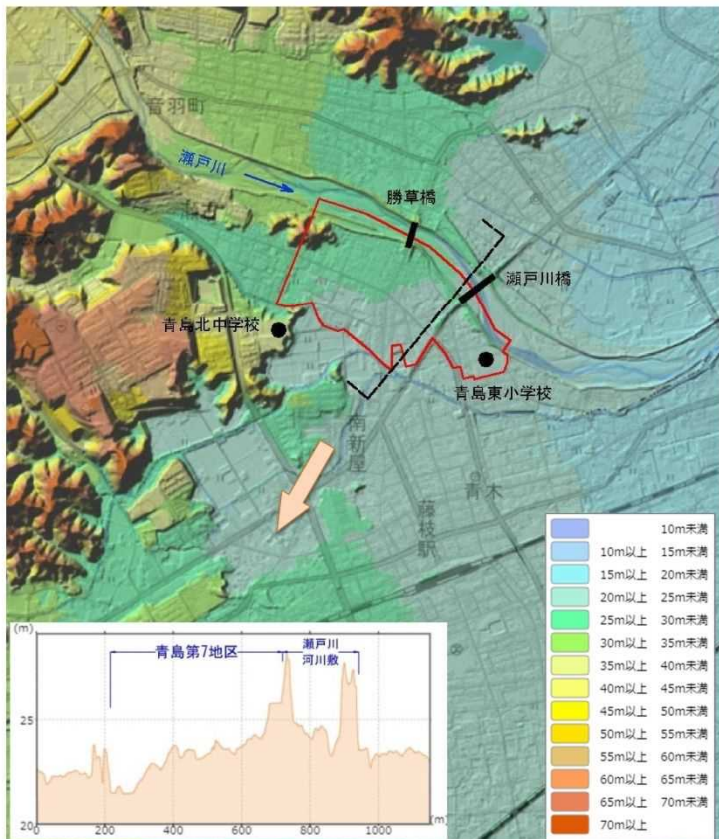 音羽町
瀬戸川
勝草橋
瀬戸川橋
青島北中学校
青島東小学校
南新屋
青木
藤枝駅
10m未満
10m以上 15m未満
15m以上 20m未満
20m以上 25m未満
25m以上 30m未満
30m以上 35m未満
35m以上 40m未満
40m以上 45m未満
45m以上 50m未満
50m以上 55m未満
55m以上 60m未満
60m以上 65m未満
65m以上 70m未満
70m以上
(m)
青島第7地区
瀬戸川
河川敷
25
20
0
200
400
600
800
1000
(m)